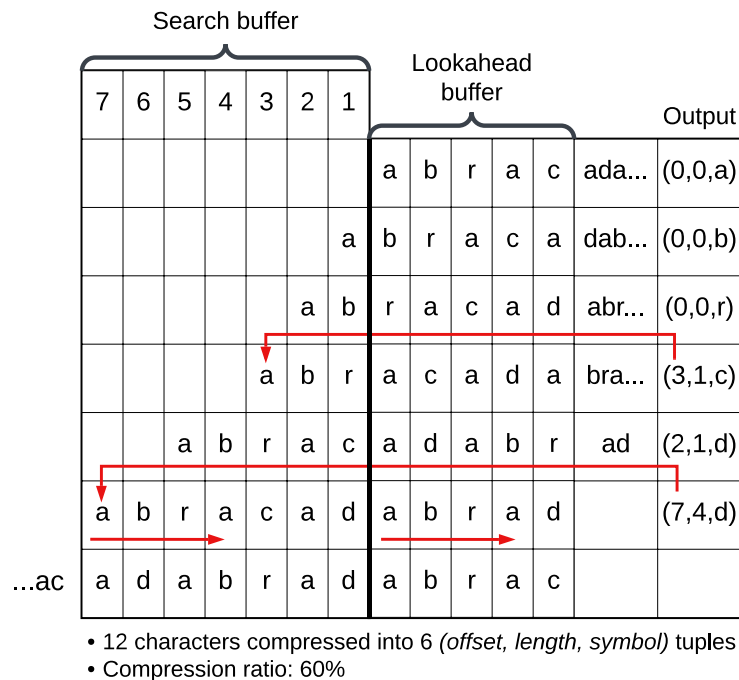 Search buffer
Lookahead
buffer
7 6 5 4 3 2 1
Output
a b r a c ada... (0,0,a)
a b r a c a dab... (0,0,b)
a b r a c a d abr... (0,0,r)
a b r a c a d a bra... (3,1,c)
a b r a c a d a b r ad (2,1,d)
a b r a c a d a b r a d (7,4,d)
...ac a d a b r a d a b r a c
• 12 characters compressed into 6 (offset, length, symbol) tuples
• Compression ratio: 60%